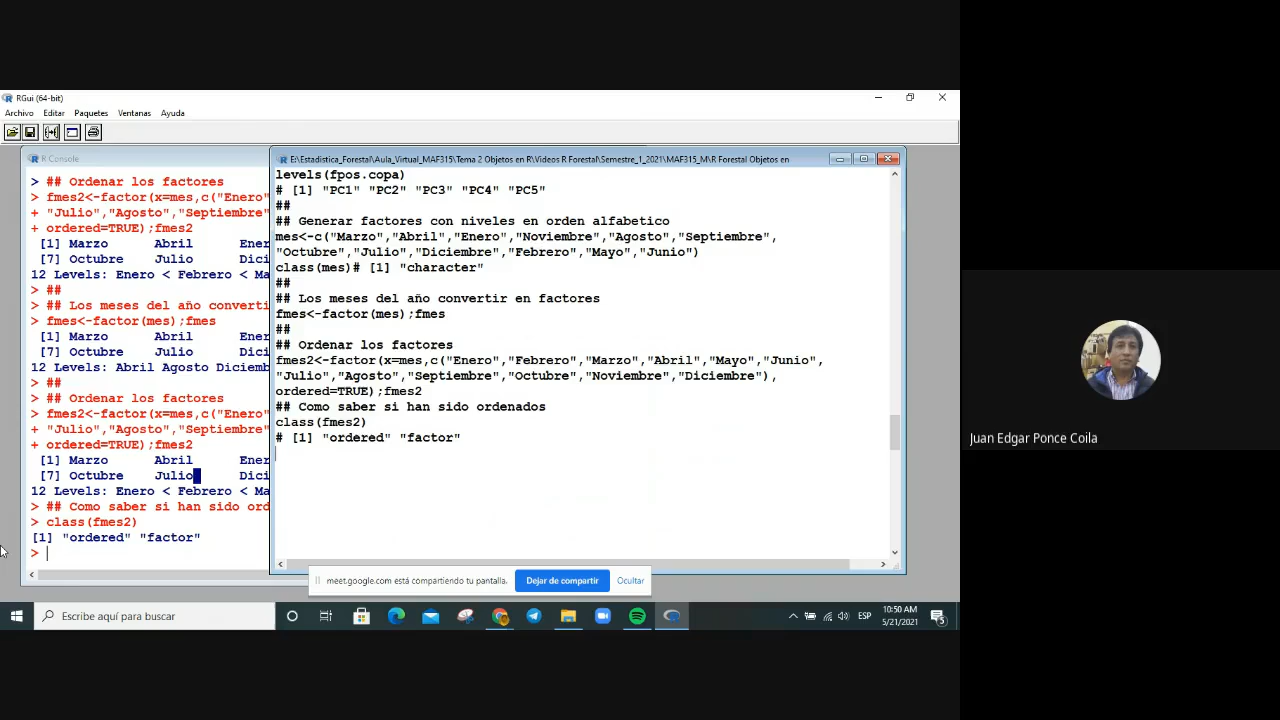 RGui (64-bit)
Archivo Editar Paquetes Ventanas Ayuda
R Console
> ## Ordenar los factores
> fmes2<-factor(x=mes,c("Enero"
+ "Julio","Agosto","Septiembre"
+ ordered=TRUE);fmes2
[1] Marzo Abril Ener
[7] Octubre Julio Dici
12 Levels: Enero < Febrero < Ma
> ##
> ## Los meses del año converti
> fmes<-factor(mes);fmes
[1] Marzo Abril Ener
[7] Octubre Julio Dici
12 Levels: Abril Agosto Diciemb
> ##
> ## Ordenar los factores
> fmes2<-factor(x=mes,c("Enero"
+ "Julio","Agosto","Septiembre"
+ ordered=TRUE);fmes2
[1] Marzo Abril Ener
[7] Octubre Julio Dici
12 Levels: Enero < Febrero < Ma
> ## Como saber si han sido ord
> class(fmes2)
[1] "ordered" "factor"
>
E:\Estadistica_Forestal\Aula_Virtual_MAF315\Tema 2 Objetos en R\Videos R Forestal\Semestre_1_2021\MAF315_M\R Forestal Objetos en
levels(fpos.copa)
# [1] "PC1" "PC2" "PC3" "PC4" "PC5"
##
## Generar factores con niveles en orden alfabetico
mes<-c("Marzo","Abril","Enero","Noviembre","Agosto","Septiembre",
"Octubre","Julio","Diciembre","Febrero","Mayo","Junio")
class(mes)# [1] "character"
##
## Los meses del año convertir en factores
fmes<-factor(mes);fmes
##
## Ordenar los factores
fmes2<-factor(x=mes,c("Enero","Febrero","Marzo","Abril","Mayo","Junio",
"Julio","Agosto","Septiembre","Octubre","Noviembre","Diciembre"),
ordered=TRUE);fmes2
## Como saber si han sido ordenados
class(fmes2)
# [1] "ordered" "factor"
meet.google.com está compartiendo tu pantalla. Dejar de compartir Ocultar
Escribe aquí para buscar
ESP
10:50 AM
5/21/2021
5
Juan Edgar Ponce Coila